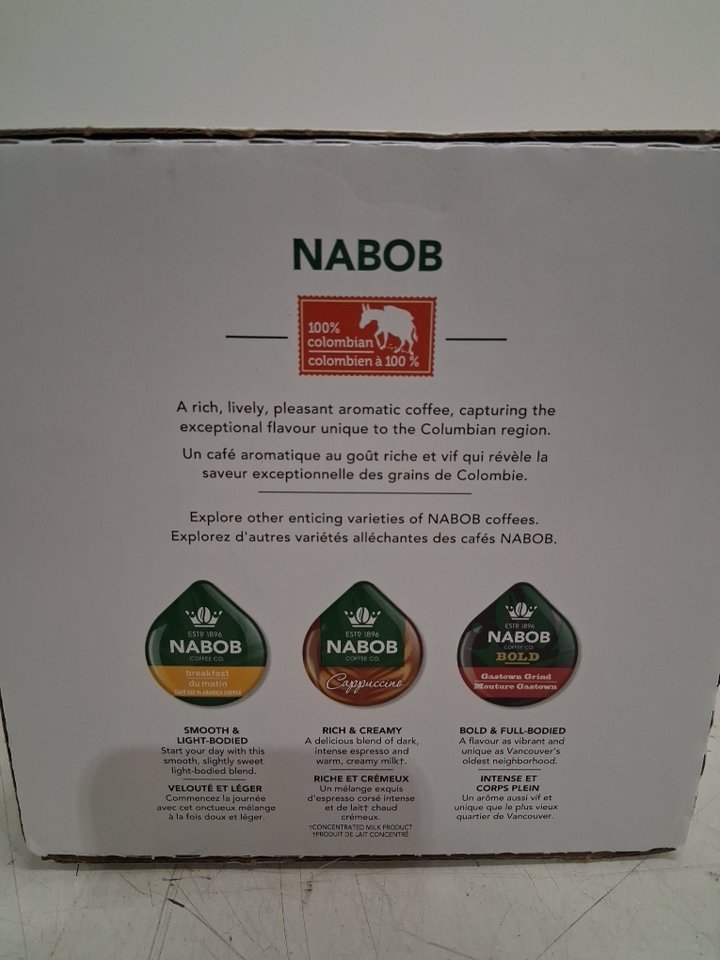 NABOB
100%
colombian
colombien à 100 %
A rich, lively, pleasant aromatic coffee, capturing the
exceptional flavour unique to the Columbian region.
Un café aromatique au goût riche et vif qui révèle la
saveur exceptionnelle des grains de Colombie.
Explore other enticing varieties of NABOB coffees.
Explorez d'autres variétés alléchantes des cafés NABOB.
ESTD 1896
NABOB
COFFEE CO.
breakfast
du matin
CAFÉ 100 % ARABICA COFFEE
SMOOTH &
LIGHT-BODIED
Start your day with this
smooth, slightly sweet
light-bodied blend.
VELOUTÉ ET LÉGER
Commencez la journée
avec cet onctueux mélange
à la fois doux et léger.
ESTD 1896
NABOB
COFFEE CO.
Cappuccino
RICH & CREAMY
A delicious blend of dark,
intense espresso and
warm, creamy milk†.
RICHE ET CRÉMEUX
Un mélange exquis
d'espresso corsé intense
et de lait† chaud
crémeux.
†CONCENTRATED MILK PRODUCT
†PRODUIT DE LAIT CONCENTRÉ
ESTD 1896
NABOB
COFFEE CO.
BOLD
Gastown Grind
Mouture Gastown
BOLD & FULL-BODIED
A flavour as vibrant and
unique as Vancouver's
oldest neighborhood.
INTENSE ET
CORPS PLEIN
Un arôme aussi vif et
unique que le plus vieux
quartier de Vancouver.